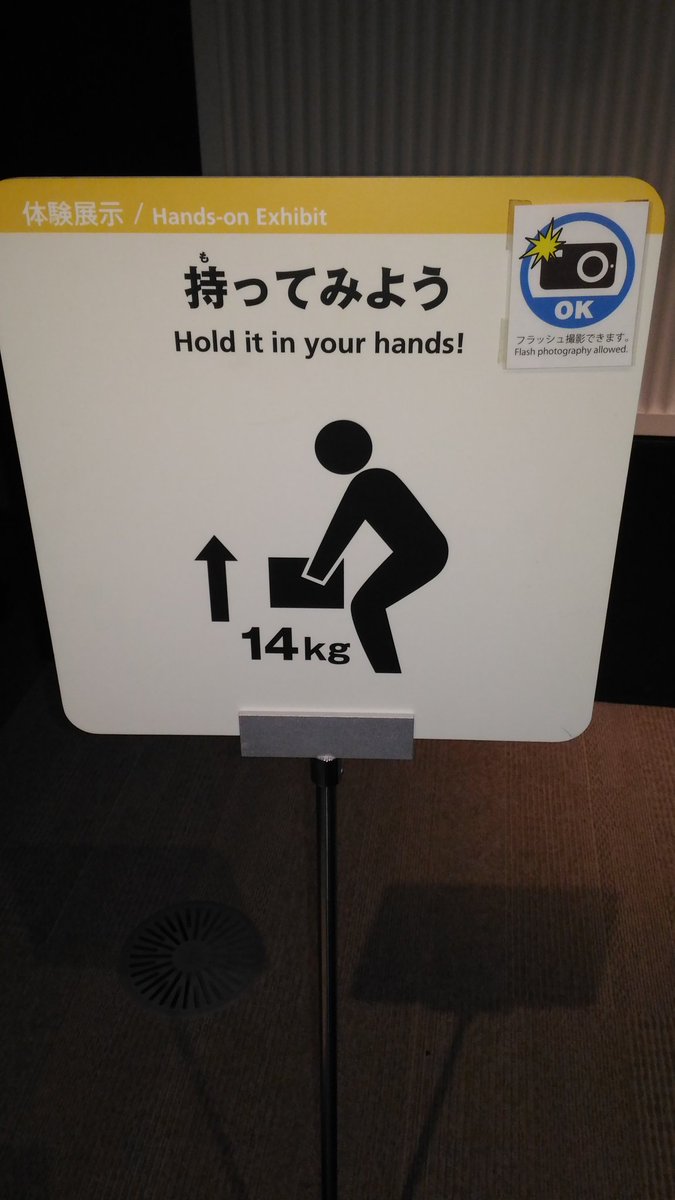 体験展示 / Hands-on Exhibit
も
持ってみよう
Hold it in your hands!
OK
フラッシュ撮影できます。
Flash photography allowed.
14kg